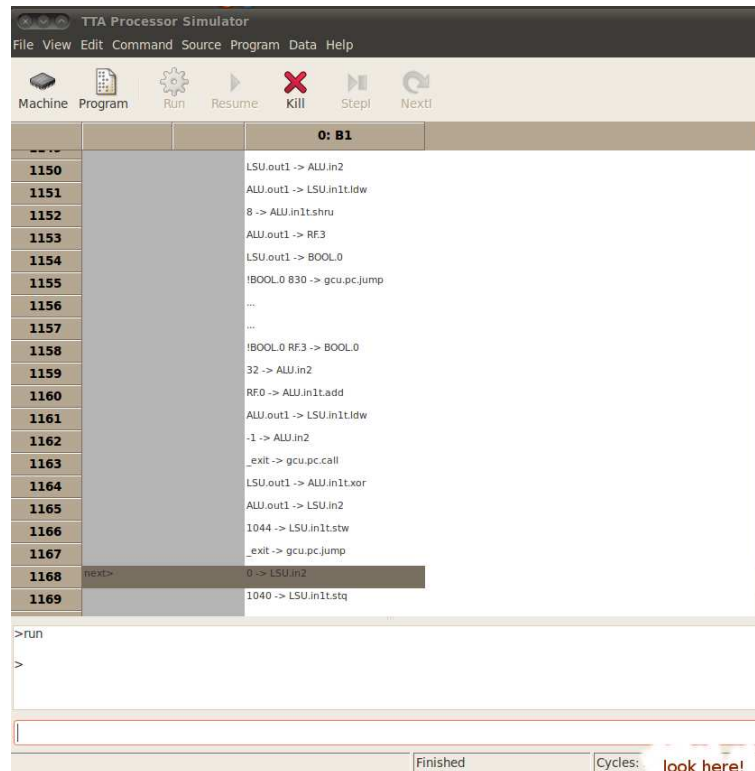 TTA Processor Simulator
File View Edit Command Source Program Data Help
Machine Program Run Resume Kill StepI NextI
0: B1
1150 LSU.out1 -> ALU.in2
1151 ALU.out1 -> LSU.in1t.ldw
1152 8 -> ALU.in1t.shru
1153 ALU.out1 -> RF.3
1154 LSU.out1 -> BOOL.0
1155 !BOOL.0 830 -> gcu.pc.jump
1156 ...
1157 ...
1158 !BOOL.0 RF.3 -> BOOL.0
1159 32 -> ALU.in2
1160 RF.0 -> ALU.in1t.add
1161 ALU.out1 -> LSU.in1t.ldw
1162 -1 -> ALU.in2
1163 _exit -> gcu.pc.call
1164 LSU.out1 -> ALU.in1t.xor
1165 ALU.out1 -> LSU.in2
1166 1044 -> LSU.in1t.stw
1167 _exit -> gcu.pc.jump
1168 next> 0 -> LSU.in2
1169 1040 -> LSU.in1t.stq
>run
>
Finished Cycles: look here!